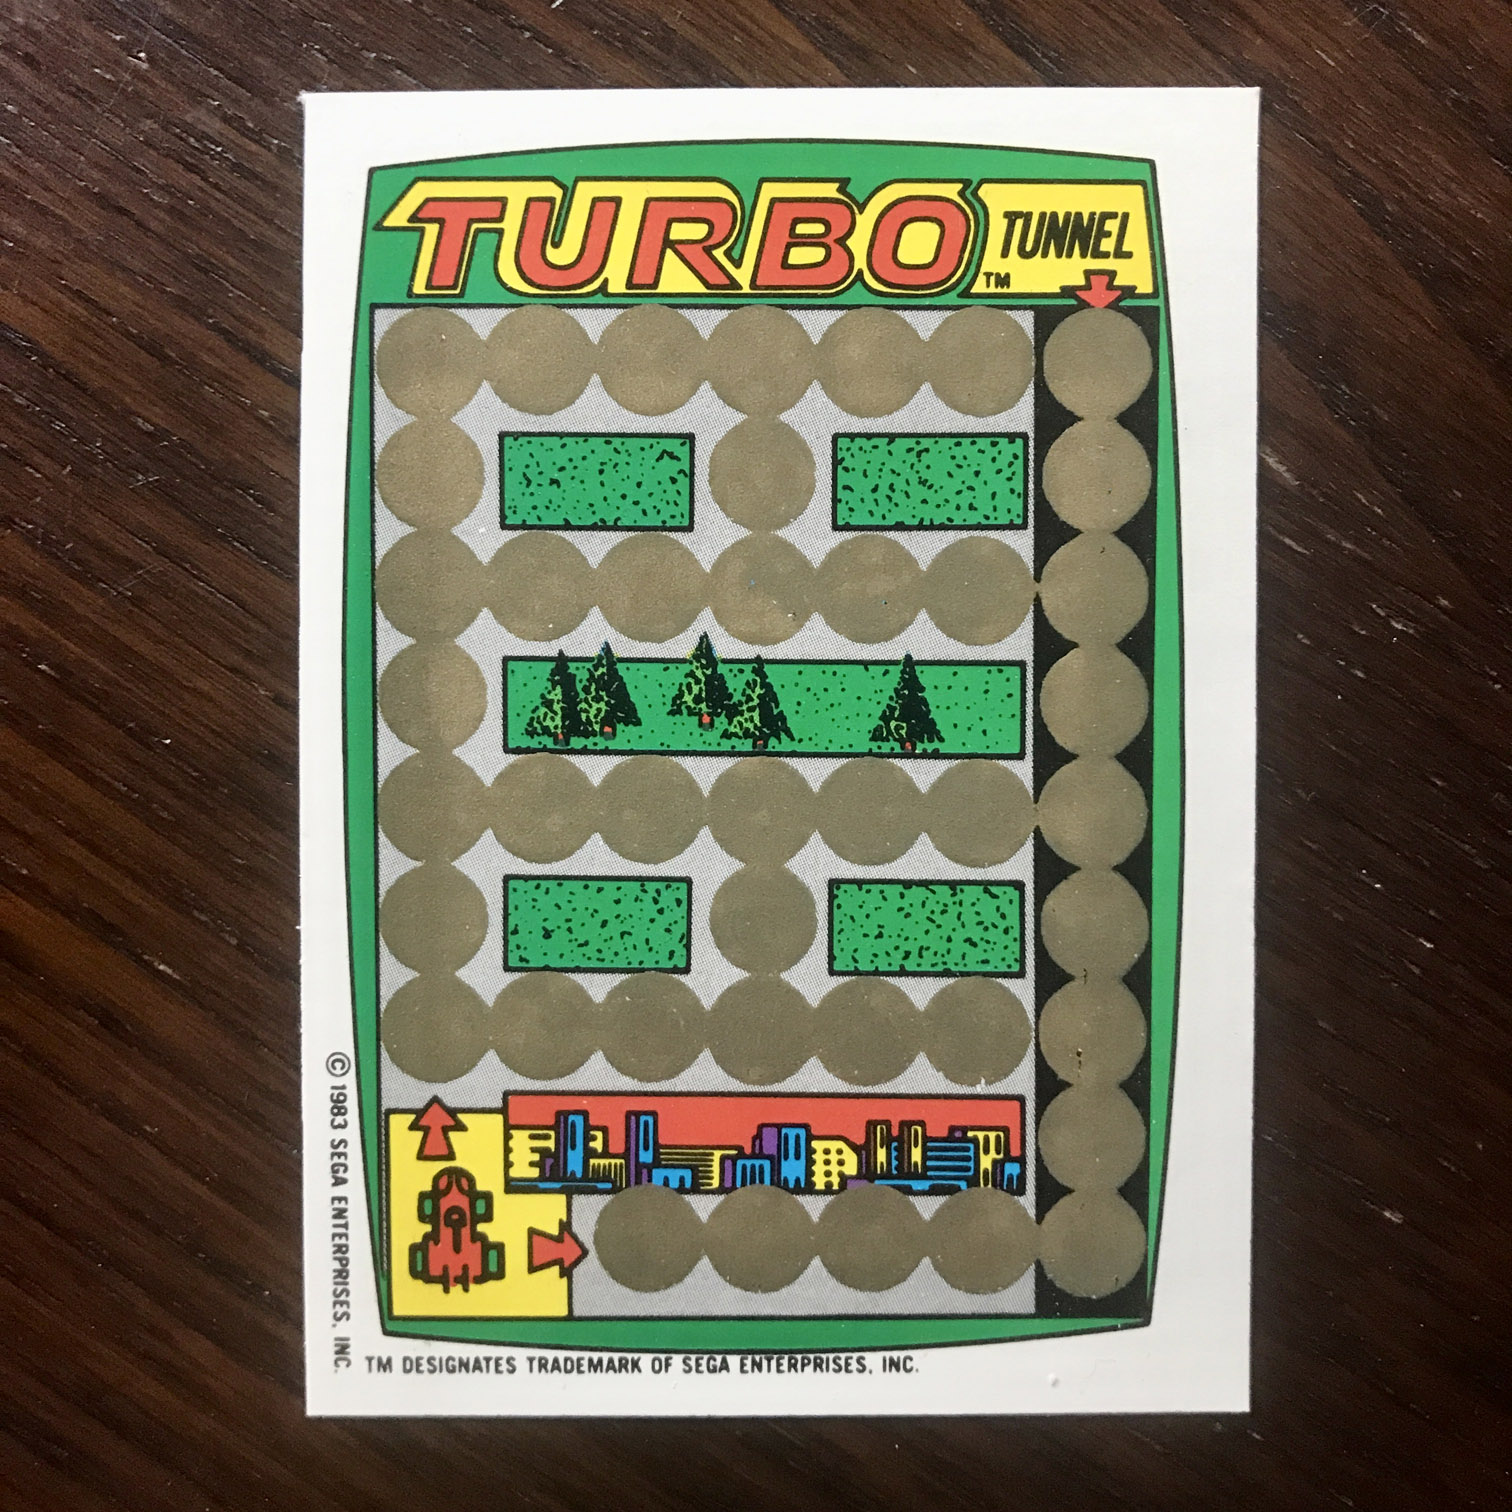 TURBO ™
TUNNEL
© 1983 SEGA ENTERPRISES, INC.
TM DESIGNATES TRADEMARK OF SEGA ENTERPRISES, INC.